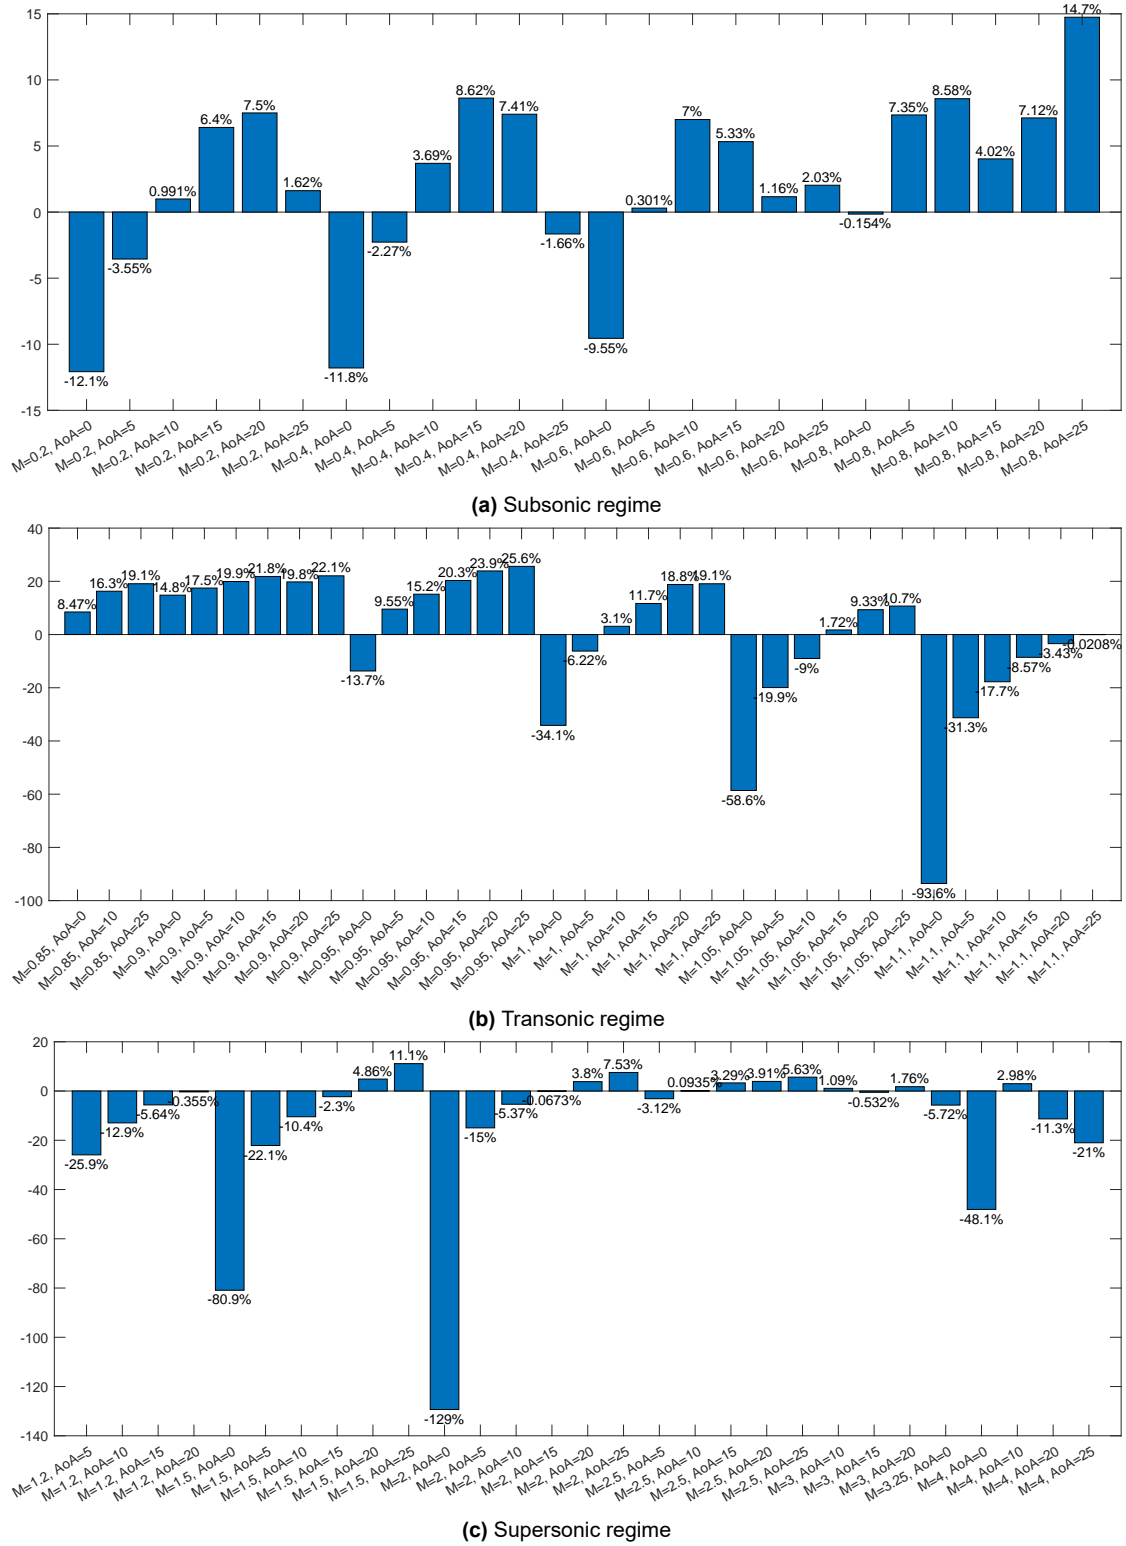 15
10
5
0
-5
-10
-15
-12.1%
-3.55%
0.991%
6.4%
7.5%
1.62%
-11.8%
-2.27%
3.69%
8.62%
7.41%
-1.66%
-9.55%
0.301%
7%
5.33%
1.16%
2.03%
-0.154%
7.35%
8.58%
4.02%
7.12%
14.7%
M=0.2, AoA=0
M=0.2, AoA=5
M=0.2, AoA=10
M=0.2, AoA=15
M=0.2, AoA=20
M=0.2, AoA=25
M=0.4, AoA=0
M=0.4, AoA=5
M=0.4, AoA=10
M=0.4, AoA=15
M=0.4, AoA=20
M=0.4, AoA=25
M=0.6, AoA=0
M=0.6, AoA=5
M=0.6, AoA=10
M=0.6, AoA=15
M=0.6, AoA=20
M=0.6, AoA=25
M=0.8, AoA=0
M=0.8, AoA=5
M=0.8, AoA=10
M=0.8, AoA=15
M=0.8, AoA=20
M=0.8, AoA=25
(a) Subsonic regime
40
20
0
-20
-40
-60
-80
-100
8.47%
16.3%
19.1%
14.8%
17.5%
19.9%
21.8%
19.8%
22.1%
-13.7%
9.55%
15.2%
20.3%
23.9%
25.6%
-34.1%
-6.22%
3.1%
11.7%
18.8%
19.1%
-58.6%
-19.9%
-9%
1.72%
9.33%
10.7%
-93.6%
-31.3%
-17.7%
-8.57%
-3.43%
-0.0208%
M=0.85, AoA=0
M=0.85, AoA=10
M=0.85, AoA=25
M=0.9, AoA=0
M=0.9, AoA=5
M=0.9, AoA=10
M=0.9, AoA=15
M=0.9, AoA=20
M=0.9, AoA=25
M=0.95, AoA=0
M=0.95, AoA=5
M=0.95, AoA=10
M=0.95, AoA=15
M=0.95, AoA=20
M=0.95, AoA=25
M=1, AoA=0
M=1, AoA=5
M=1, AoA=10
M=1, AoA=15
M=1, AoA=20
M=1, AoA=25
M=1.05, AoA=0
M=1.05, AoA=5
M=1.05, AoA=10
M=1.05, AoA=15
M=1.05, AoA=20
M=1.05, AoA=25
M=1.1, AoA=0
M=1.1, AoA=5
M=1.1, AoA=10
M=1.1, AoA=15
M=1.1, AoA=20
M=1.1, AoA=25
(b) Transonic regime
20
0
-20
-40
-60
-80
-100
-120
-140
-25.9%
-12.9%
-5.64%
-0.355%
-80.9%
-22.1%
-10.4%
-2.3%
4.86%
11.1%
-129%
-15%
-5.37%
-0.0673%
3.8%
7.53%
-3.12%
0.0935%
3.29%
3.91%
5.63%
1.09%
-0.532%
1.76%
-5.72%
-48.1%
2.98%
-11.3%
-21%
M=1.2, AoA=5
M=1.2, AoA=10
M=1.2, AoA=15
M=1.2, AoA=20
M=1.5, AoA=0
M=1.5, AoA=5
M=1.5, AoA=10
M=1.5, AoA=15
M=1.5, AoA=20
M=1.5, AoA=25
M=2, AoA=0
M=2, AoA=5
M=2, AoA=10
M=2, AoA=15
M=2, AoA=20
M=2, AoA=25
M=2.5, AoA=5
M=2.5, AoA=10
M=2.5, AoA=15
M=2.5, AoA=20
M=2.5, AoA=25
M=3, AoA=10
M=3, AoA=15
M=3, AoA=20
M=3.25, AoA=0
M=4, AoA=0
M=4, AoA=10
M=4, AoA=20
M=4, AoA=25
(c) Supersonic regime